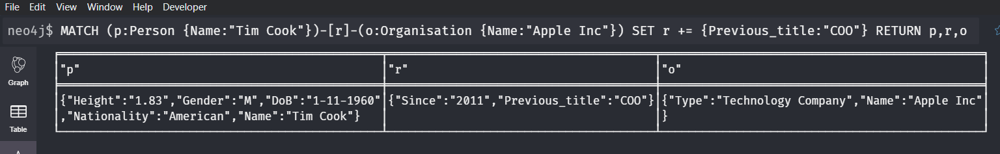 File Edit View Window Help Developer
neo4j$ MATCH (p:Person {Name:"Tim Cook"})-[r]-(o:Organisation {Name:"Apple Inc"}) SET r += {Previous_title:"COO"} RETURN p,r,o
"p" "r" "o"
Graph
{"Height":"1.83","Gender":"M","DoB":"1-11-1960" {"Since":"2011","Previous_title":"COO"} {"Type":"Technology Company","Name":"Apple Inc"
,"Nationality":"American","Name":"Tim Cook"} }
Table